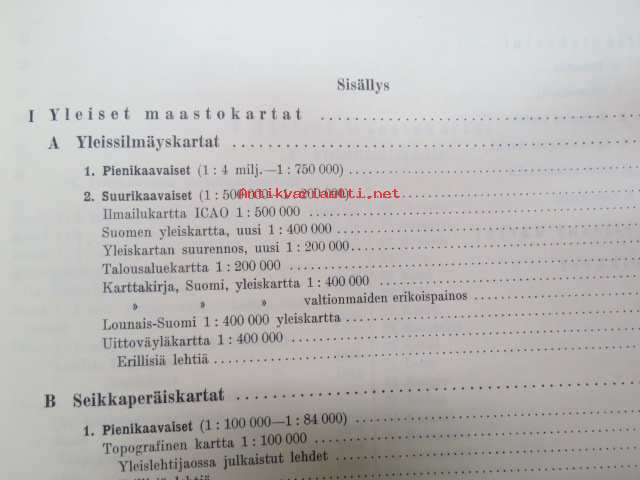 Sisällys
I Yleiset maastokartat
A Yleissilmäyskartat
1. Pienikaavaiset (1 : 4 milj.—1 : 750 000)
2. Suurikaavaiset (1 : 500 000—1 : 200 000)
Antikvariaatti.net
Ilmailukartta ICAO 1 : 500 000
Suomen yleiskartta, uusi 1 : 400 000
Yleiskartan suurennos, uusi 1 : 200 000
Talousaluekartta 1 : 200 000
Karttakirja, Suomi, yleiskartta 1 : 400 000
» » » valtionmaiden erikoispainos
Lounais-Suomi 1 : 400 000 yleiskartta
Uittoväyläkartta 1 : 400 000
Erillisiä lehtiä
B Seikkaperäiskartat
1. Pienikaavaiset (1 : 100 000—1 : 84 000)
Topografinen kartta 1 : 100 000
Yleislehtijaossa julkaistut lehdet